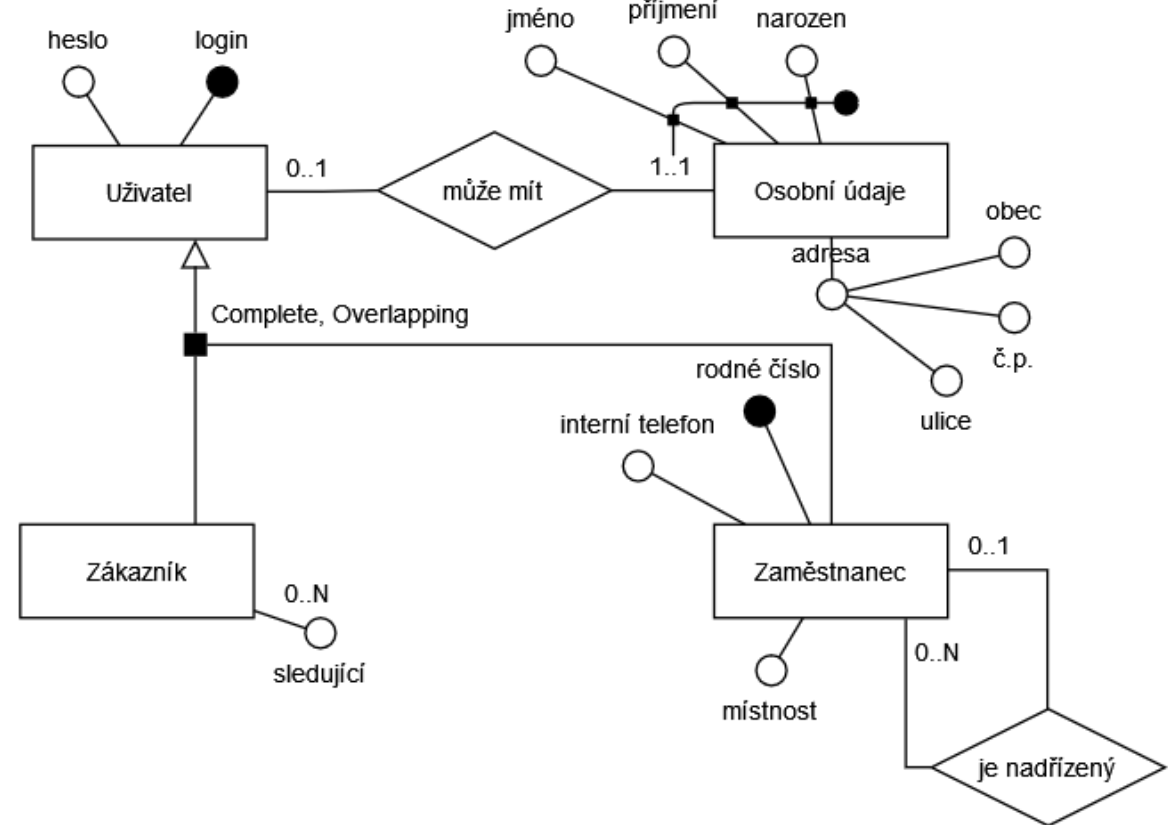 jméno
příjmení
narozen
heslo
login
Uživatel
0..1
může mít
1..1
Osobní údaje
obec
adresa
č.p.
ulice
Complete, Overlapping
rodné číslo
interní telefon
Zákazník
0..N
sledující
Zaměstnanec
0..1
0..N
místnost
je nadřízený